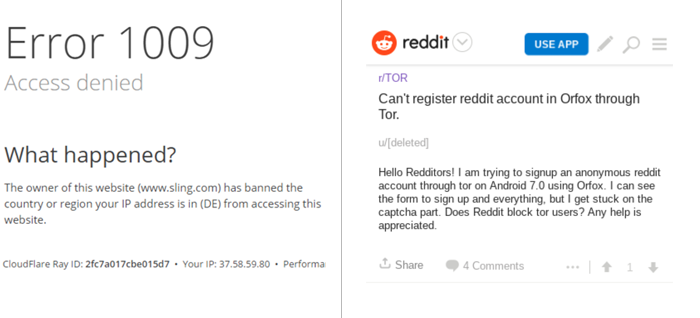 Error 1009
Access denied
What happened?
The owner of this website (www.sling.com) has banned the
country or region your IP address is in (DE) from accessing this
website.
CloudFlare Ray ID: 2fc7a017cbe015d7 • Your IP: 37.58.59.80 • Performa
reddit
USE APP
r/TOR
Can't register reddit account in Orfox through
Tor.
u/[deleted]
Hello Redditors! I am trying to signup an anonymous reddit
account through tor on Android 7.0 using Orfox. I can see
the form to sign up and everything, but I get stuck on the
captcha part. Does Reddit block tor users? Any help is
appreciated.
Share 4 Comments ••• 1